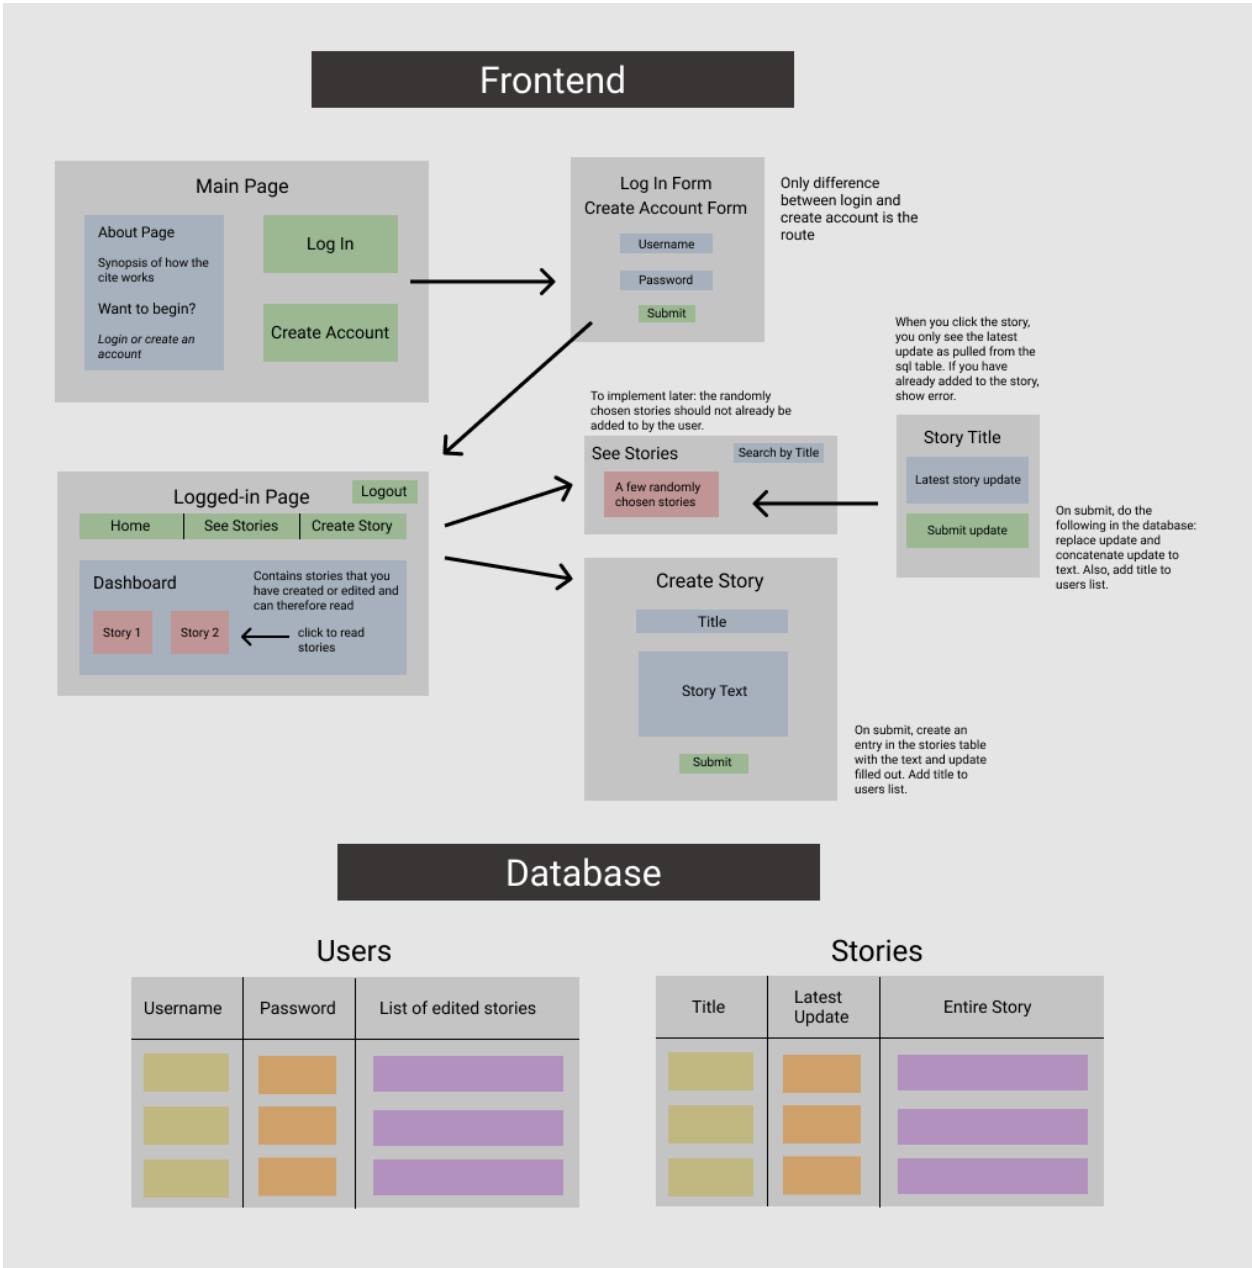 Frontend
Main Page
About Page
Synopsis of how the
cite works
Want to begin?
Login or create an
account
Log In
Create Account
Log In Form
Create Account Form
Username
Password
Submit
Only difference
between login and
create account is the
route
When you click the story,
you only see the latest
update as pulled from the
sql table. If you have
already added to the story,
show error.
To implement later: the randomly
chosen stories should not already be
added to by the user.
See Stories
Search by Title
A few randomly
chosen stories
Story Title
Latest story update
Submit update
On submit, do the
following in the database:
replace update and
concatenate update to
text. Also, add title to
users list.
Logged-in Page
Logout
Home
See Stories
Create Story
Dashboard
Contains stories that you
have created or edited and
can therefore read
Story 1
Story 2
click to read
stories
Create Story
Title
Story Text
Submit
On submit, create an
entry in the stories table
with the text and update
filled out. Add title to
users list.
Database
Users
Username
Password
List of edited stories
Stories
Title
Latest
Update
Entire Story